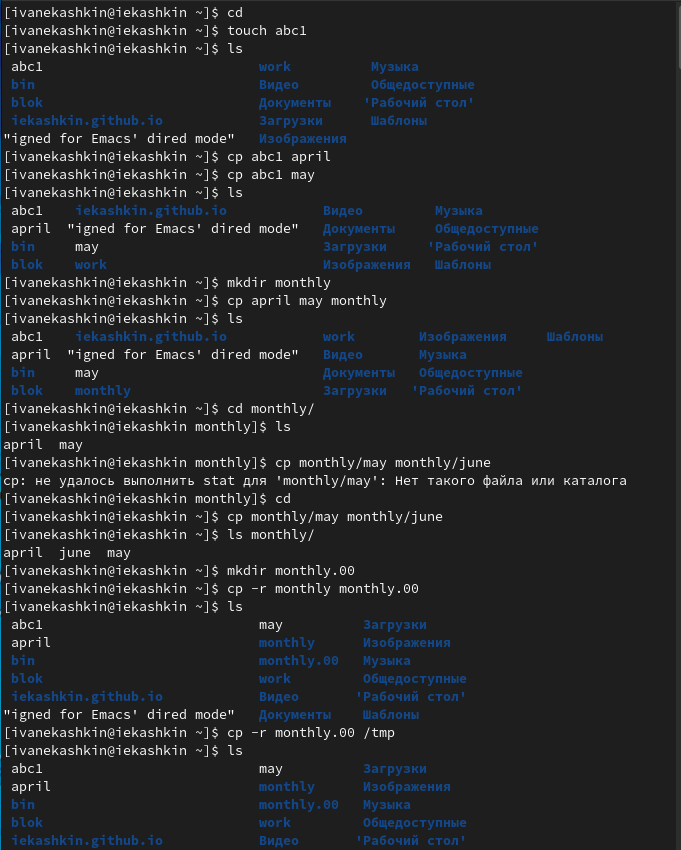 [ivanekashkin@iekashkin ~]$ cd
[ivanekashkin@iekashkin ~]$ touch abc1
[ivanekashkin@iekashkin ~]$ ls
abc1 work Музыка
bin Видео Общедоступные
blok Документы 'Рабочий стол'
iekashkin.github.io Загрузки Шаблоны
"igned for Emacs' dired mode" Изображения
[ivanekashkin@iekashkin ~]$ cp abc1 april
[ivanekashkin@iekashkin ~]$ cp abc1 may
[ivanekashkin@iekashkin ~]$ ls
abc1 iekashkin.github.io Видео Музыка
april "igned for Emacs' dired mode" Документы Общедоступные
bin may Загрузки 'Рабочий стол'
blok work Изображения Шаблоны
[ivanekashkin@iekashkin ~]$ mkdir monthly
[ivanekashkin@iekashkin ~]$ cp april may monthly
[ivanekashkin@iekashkin ~]$ ls
abc1 iekashkin.github.io work Изображения Шаблоны
april "igned for Emacs' dired mode" Видео Музыка
bin may Документы Общедоступные
blok monthly Загрузки 'Рабочий стол'
[ivanekashkin@iekashkin ~]$ cd monthly/
[ivanekashkin@iekashkin monthly]$ ls
april may
[ivanekashkin@iekashkin monthly]$ cp monthly/may monthly/june
cp: не удалось выполнить stat для 'monthly/may': Нет такого файла или каталога
[ivanekashkin@iekashkin monthly]$ cd
[ivanekashkin@iekashkin ~]$ cp monthly/may monthly/june
[ivanekashkin@iekashkin ~]$ ls monthly/
april june may
[ivanekashkin@iekashkin ~]$ mkdir monthly.00
[ivanekashkin@iekashkin ~]$ cp -r monthly monthly.00
[ivanekashkin@iekashkin ~]$ ls
abc1 may Загрузки
april monthly Изображения
bin monthly.00 Музыка
blok work Общедоступные
iekashkin.github.io Видео 'Рабочий стол'
"igned for Emacs' dired mode" Документы Шаблоны
[ivanekashkin@iekashkin ~]$ cp -r monthly.00 /tmp
[ivanekashkin@iekashkin ~]$ ls
abc1 may Загрузки
april monthly Изображения
bin monthly.00 Музыка
blok work Общедоступные
iekashkin.github.io Видео 'Рабочий стол'